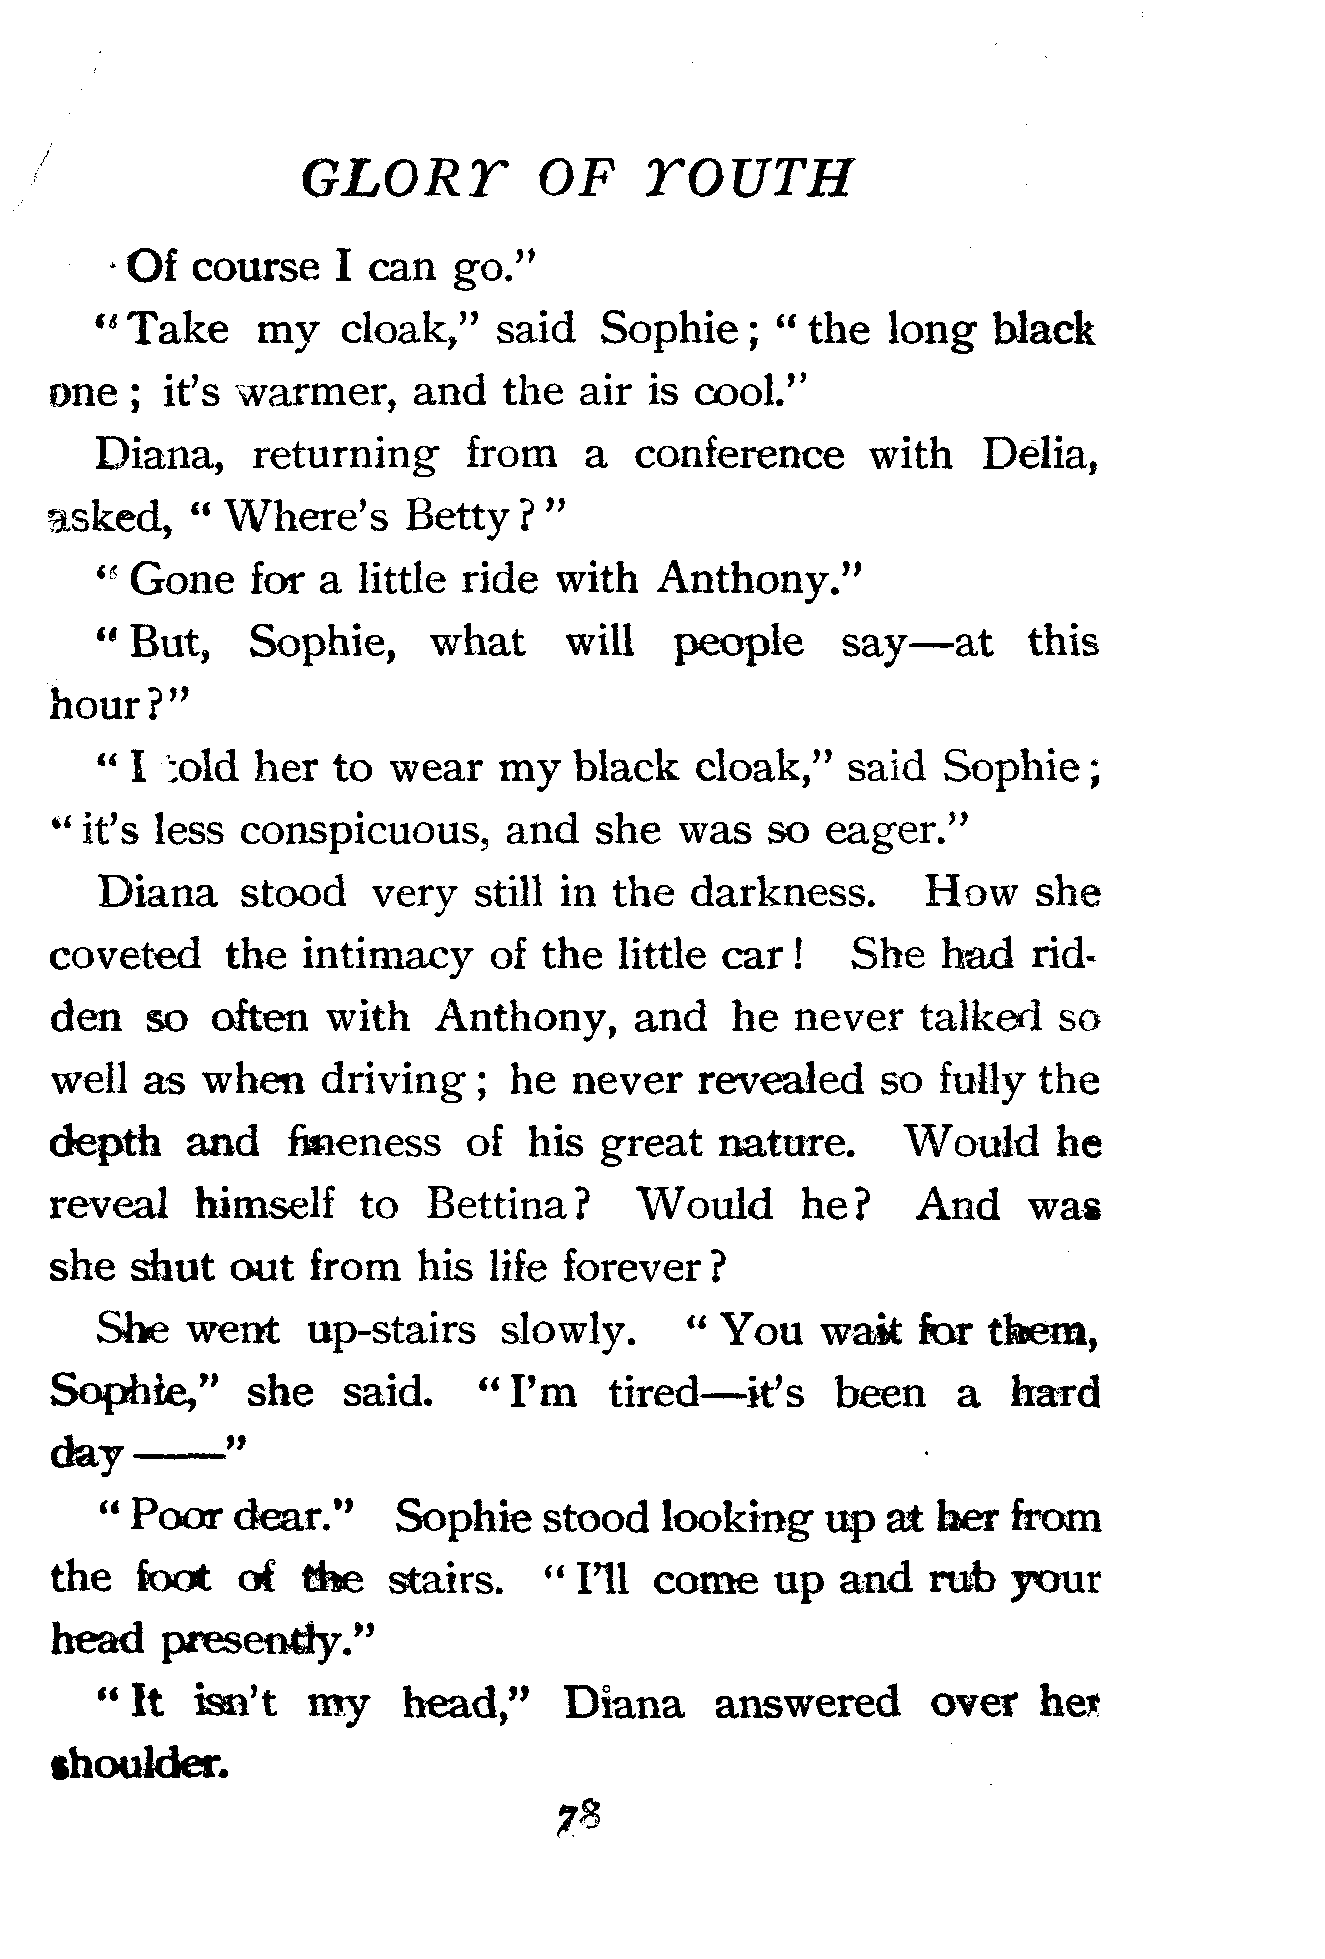 GLORY OF YOUTH
Of course I can go."
"Take my cloak," said Sophie; "the long black
one; it's warmer, and the air is cool."
Diana, returning from a conference with Delia,
asked, "Where's Betty?"
"Gone for a little ride with Anthony."
"But, Sophie, what will people say—at this
hour?"
"I told her to wear my black cloak," said Sophie;
"it's less conspicuous, and she was so eager."
Diana stood very still in the darkness. How she
coveted the intimacy of the little car! She had rid-
den so often with Anthony, and he never talked so
well as when driving; he never revealed so fully the
depth and fineness of his great nature. Would he
reveal himself to Bettina? Would he? And was
she shut out from his life forever?
She went up-stairs slowly. "You wait for them,
Sophie," she said. "I'm tired—it's been a hard
day——"
"Poor dear." Sophie stood looking up at her from
the foot of the stairs. "I'll come up and rub your
head presently."
"It isn't my head," Diana answered over her
shoulder.
78